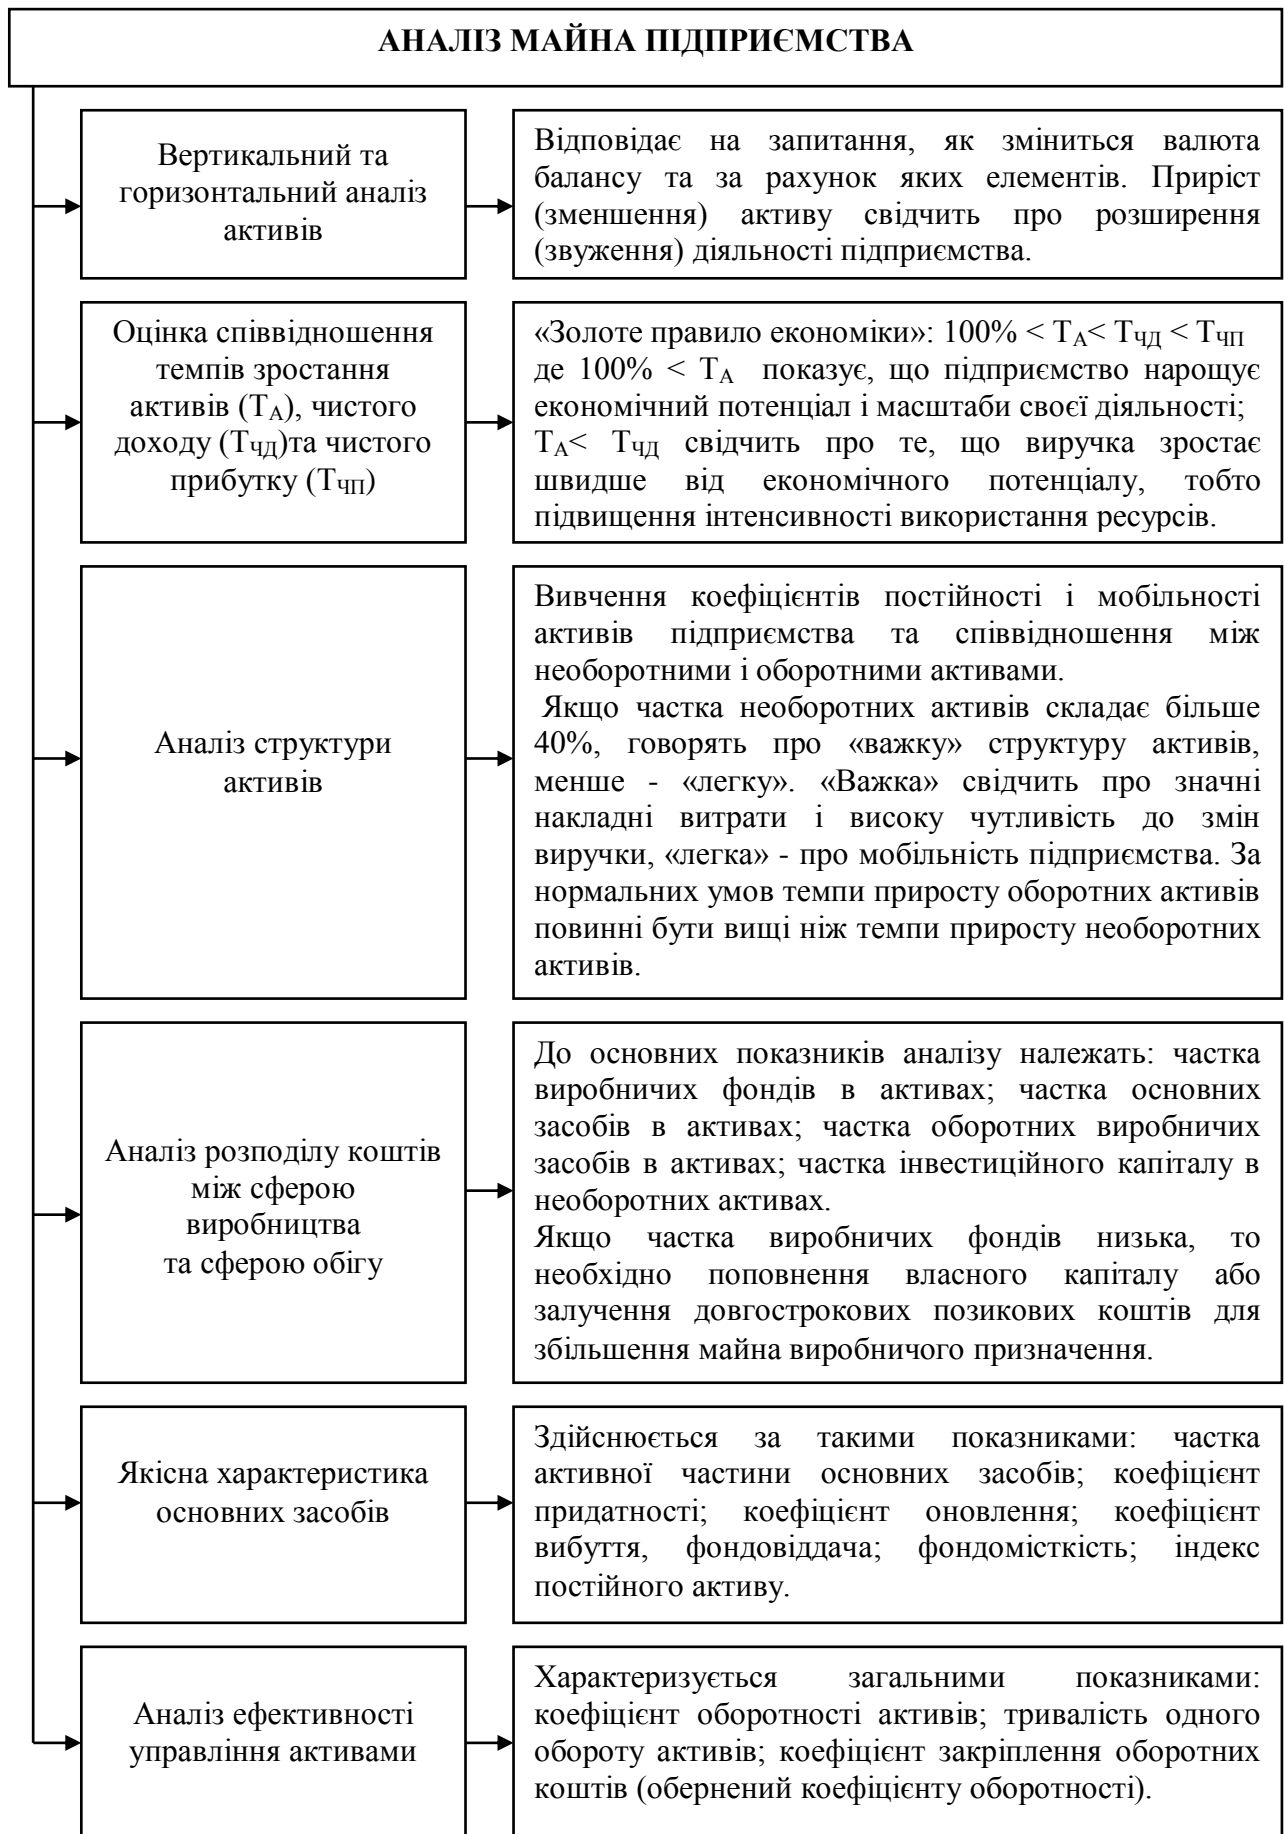 АНАЛІЗ МАЙНА ПІДПРИЄМСТВА
Вертикальний та
горизонтальний аналіз
активів
Відповідає на запитання, як зміниться валюта
балансу та за рахунок яких елементів. Приріст
(зменшення) активу свідчить про розширення
(звуження) діяльності підприємства.
Оцінка співвідношення
темпів зростання
активів (TА), чистого
доходу (TЧД)та чистого
прибутку (TЧП)
«Золоте правило економіки»: 100% < TА< TЧД < TЧП
де 100% < TА показує, що підприємство нарощує
економічний потенціал і масштаби своєї діяльності;
TА< TЧД свідчить про те, що виручка зростає
швидше від економічного потенціалу, тобто
підвищення інтенсивності використання ресурсів.
Аналіз структури
активів
Вивчення коефіцієнтів постійності і мобільності
активів підприємства та співвідношення між
необоротними і оборотними активами.
Якщо частка необоротних активів складає більше
40%, говорять про «важку» структуру активів,
менше - «легку». «Важка» свідчить про значні
накладні витрати і високу чутливість до змін
виручки, «легка» - про мобільність підприємства. За
нормальних умов темпи приросту оборотних активів
повинні бути вищі ніж темпи приросту необоротних
активів.
Аналіз розподілу коштів
між сферою
виробництва
та сферою обігу
До основних показників аналізу належать: частка
виробничих фондів в активах; частка основних
засобів в активах; частка оборотних виробничих
засобів в активах; частка інвестиційного капіталу в
необоротних активах.
Якщо частка виробничих фондів низька, то
необхідно поповнення власного капіталу або
залучення довгострокових позикових коштів для
збільшення майна виробничого призначення.
Якісна характеристика
основних засобів
Здійснюється за такими показниками: частка
активної частини основних засобів; коефіцієнт
придатності; коефіцієнт оновлення; коефіцієнт
вибуття, фондовіддача; фондомісткість; індекс
постійного активу.
Аналіз ефективності
управління активами
Характеризується загальними показниками:
коефіцієнт оборотності активів; тривалість одного
обороту активів; коефіцієнт закріплення оборотних
коштів (обернений коефіцієнту оборотності).